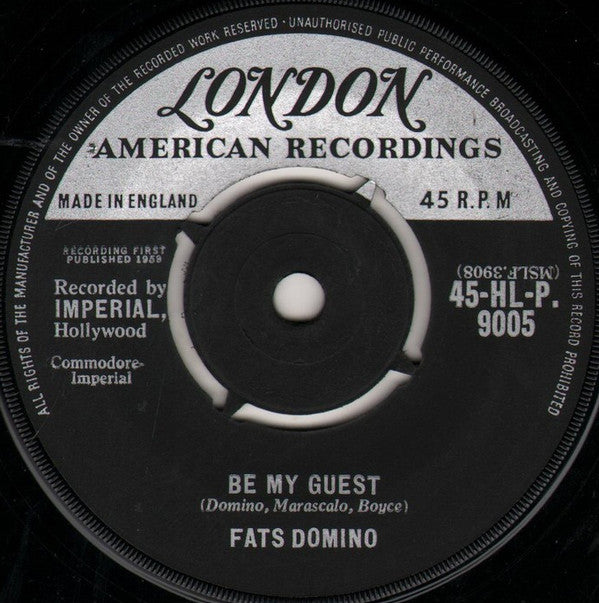 ALL RIGHTS OF THE MANUFACTURER AND OF THE OWNER OF THE RECORDED WORK RESERVED · UNAUTHORISED PUBLIC PERFORMANCE BROADCASTING AND COPYING OF THIS RECORD PROHIBITED
LONDON
AMERICAN RECORDINGS
MADE IN ENGLAND
45 R.P.M
RECORDING FIRST
PUBLISHED 1959
Recorded by
IMPERIAL,
Hollywood
Commodore-
Imperial
(MSLF.3908)
45-HL-P.
9005
BE MY GUEST
(Domino, Marascalo, Boyce)
FATS DOMINO